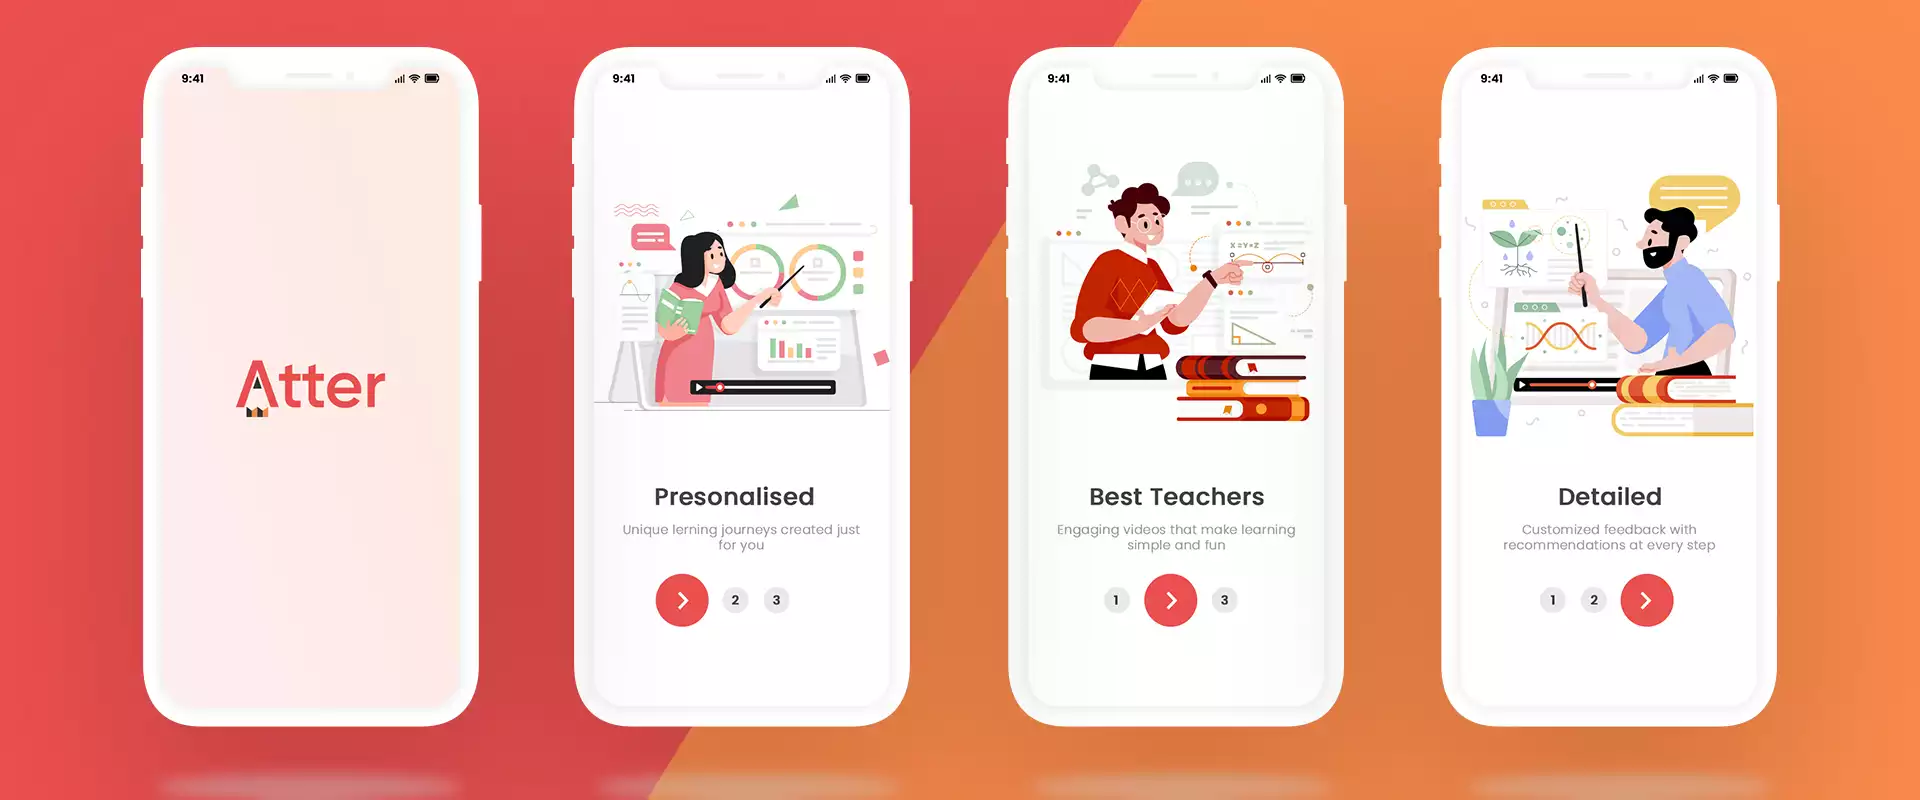 9:41
Atter
9:41
Presonalised
Unique lerning journeys created just
for you
2 3
9:41
X=Y×Z
Best Teachers
Engaging videos that make learning
simple and fun
1 3
9:41
Detailed
Customized feedback with
recommendations at every step
1 2